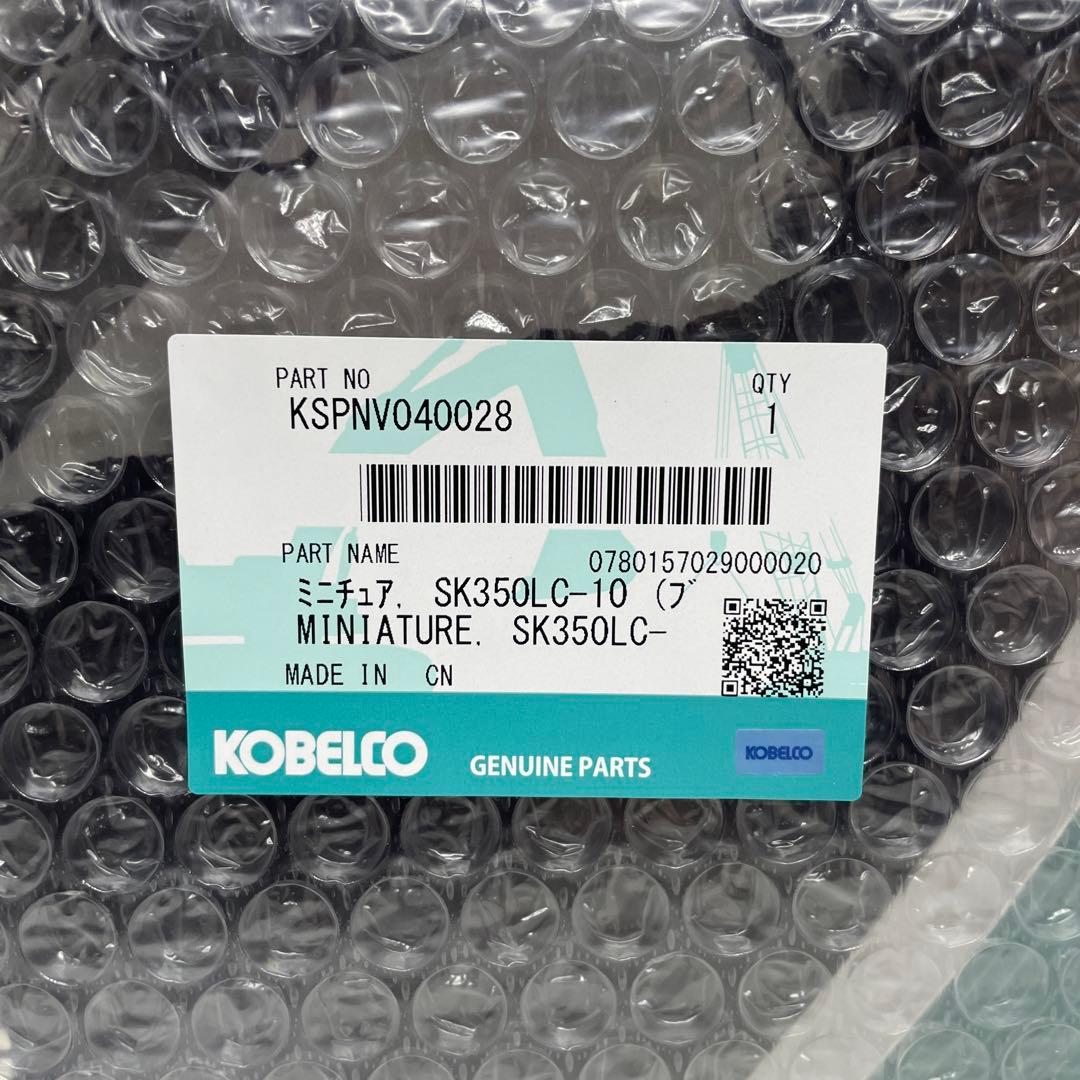 PART NO
QTY
KSPNV040028
1
PART NAME
0780157029000020
ﾐﾆﾁｭｱ, SK350LC-10 (ﾌﾞ
MINIATURE, SK350LC-
MADE IN CN
KOBELCO
GENUINE PARTS
KOBELCO